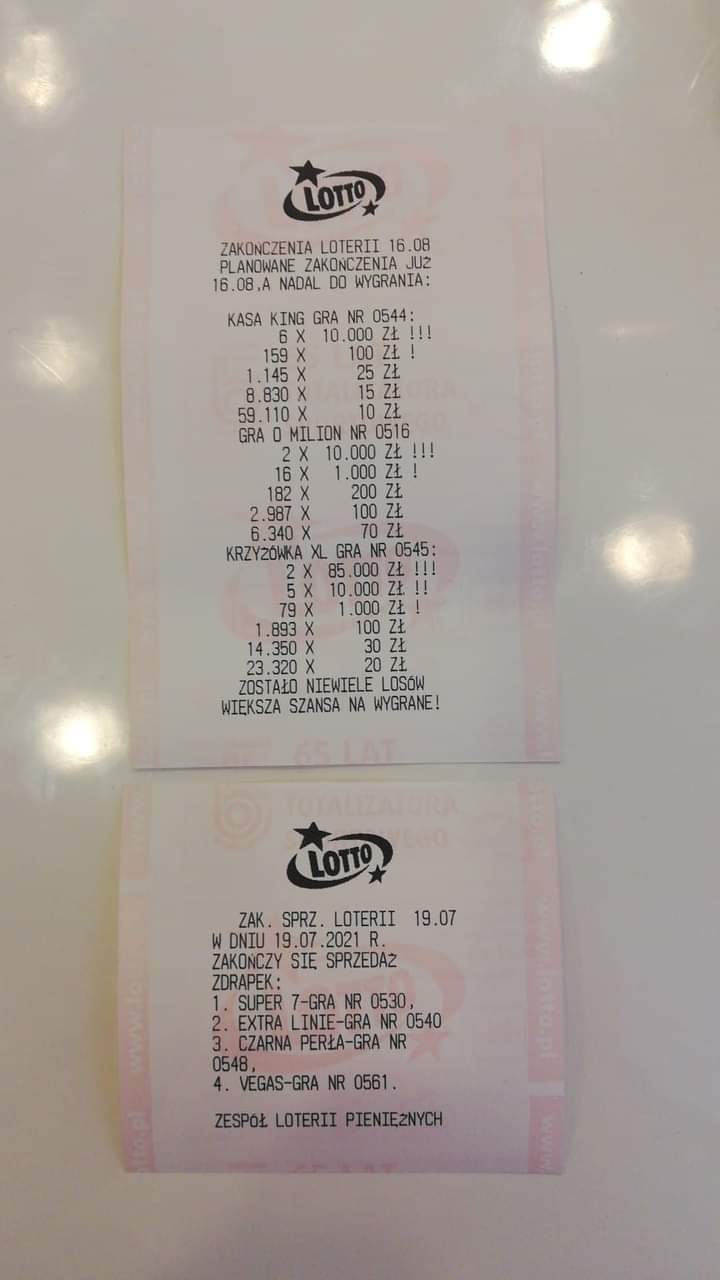 LOTTO
ZAKOŃCZENIA LOTERII 16.08
PLANOWANE ZAKOŃCZENIA JUŻ
16.08,A NADAL DO WYGRANIA:
KASA KING GRA NR 0544:
6 X 10.000 ZŁ !!!
159 X 100 ZŁ !
1.145 X 25 ZŁ
8.830 X 15 ZŁ
59.110 X 10 ZŁ
GRA O MILION NR 0516
2 X 10.000 ZŁ !!!
16 X 1.000 ZŁ !
182 X 200 ZŁ
2.987 X 100 ZŁ
6.340 X 70 ZŁ
KRZYŻÓWKA XL GRA NR 0545:
2 X 85.000 ZŁ !!!
5 X 10.000 ZŁ !!
79 X 1.000 ZŁ !
1.893 X 100 ZŁ
14.350 X 30 ZŁ
23.320 X 20 ZŁ
ZOSTAŁO NIEWIELE LOSÓW
WIĘKSZA SZANSA NA WYGRANE!
65 LAT
TOTALIZATORA
LOTTO
ZAK. SPRZ. LOTERII 19.07
W DNIU 19.07.2021 R.
ZAKOŃCZY SIĘ SPRZEDAŻ
ZDRAPEK:
1. SUPER 7-GRA NR 0530,
2. EXTRA LINIE-GRA NR 0540
3. CZARNA PERŁA-GRA NR
0548,
4. VEGAS-GRA NR 0561.
ZESPÓŁ LOTERII PIENIĘŻNYCH